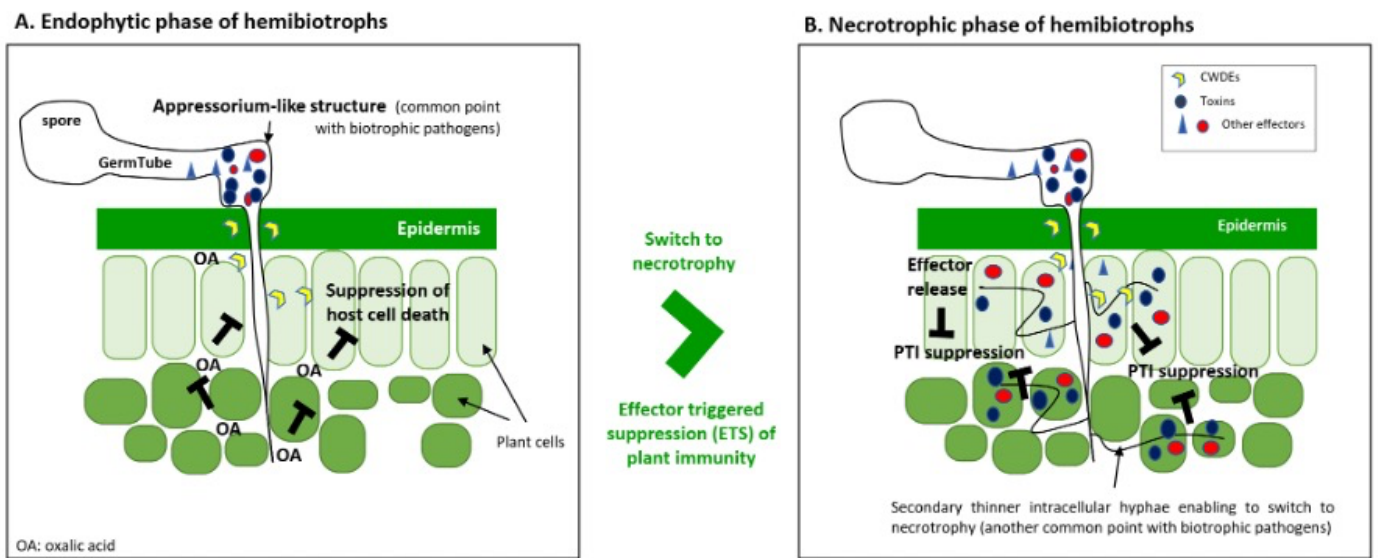 A. Endophytic phase of hemibiotrophs
spore
Appressorium-like structure (common point
with biotrophic pathogens)
GermTube
Epidermis
OA
Suppression of
host cell death
OA
OA
OA
OA
Plant cells
OA: oxalic acid
Switch to
necrotrophy
Effector triggered
suppression (ETS) of
plant immunity
B. Necrotrophic phase of hemibiotrophs
CWDEs
Toxins
Other effectors
spore
GermTube
Epidermis
Effector
release
PTI suppression
PTI suppression
Secondary thinner intracellular hyphae enabling to switch to
necrotrophy (another common point with biotrophic pathogens)